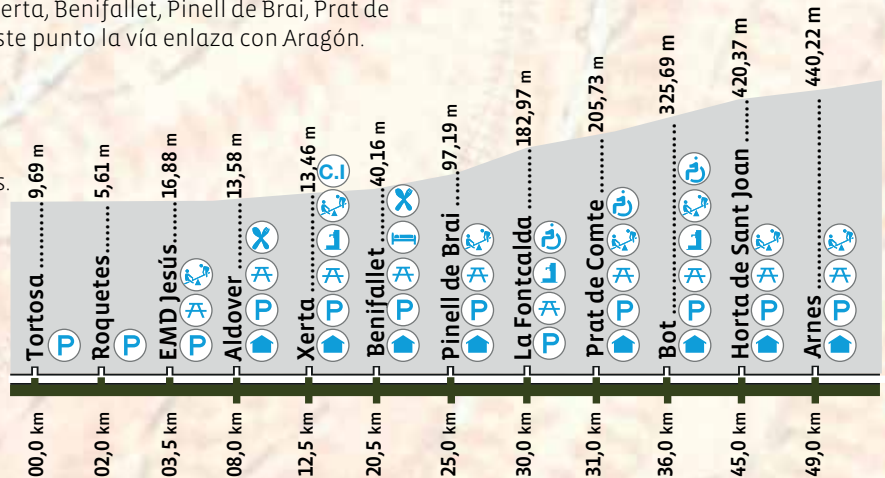 erta, Benifallet, Pinell de Brai, Prat de
ste punto la vía enlaza con Aragón.
s.
Tortosa 9,69 m
P
Roquetes 5,61 m
P
EMD Jesús 16,88 m
P
Aldover 13,58 m
P
Xerta 13,46 m
C.I
P
Benifallet 40,16 m
P
Pinell de Brai 97,19 m
P
La Fontcalda 182,97 m
P
Prat de Comte 205,73 m
P
Bot 325,69 m
P
Horta de Sant Joan 420,37 m
P
Arnes 440,22 m
P
00,0 km
02,0 km
03,5 km
08,0 km
12,5 km
20,5 km
25,0 km
30,0 km
31,0 km
36,0 km
45,0 km
49,0 km